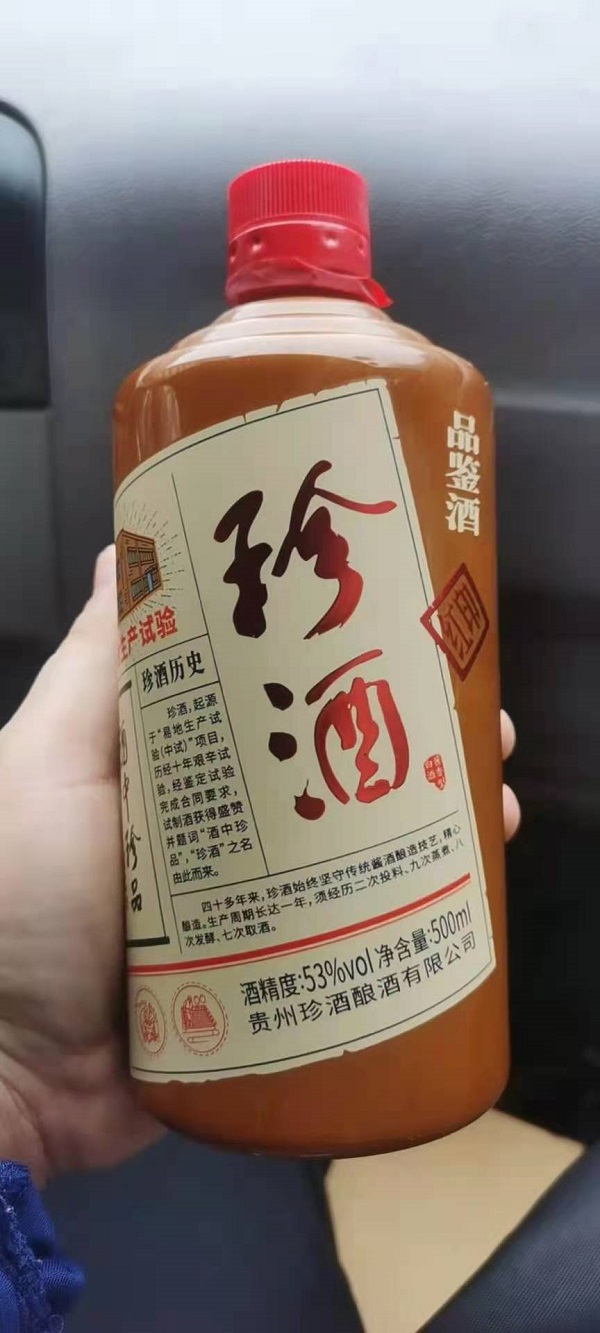 品鉴酒
红印
珍酒
酱香型
白酒
生产试验
珍酒历史
珍酒，起源
于“易地生产试
验（中试）”项目，
历经十年艰辛试
验，经鉴定试验
完成合同要求，
试制酒获得盛赞
并题词“酒中珍
品”，“珍酒”之名
由此而来。
酒中珍品
四十多年来，珍酒始终坚守传统酱酒酿造技艺，精心
酿造。生产周期长达一年，须经历二次投料、九次蒸煮、八
次发酵、七次取酒。
酒精度:53%vol 净含量:500ml
贵州珍酒酿酒有限公司